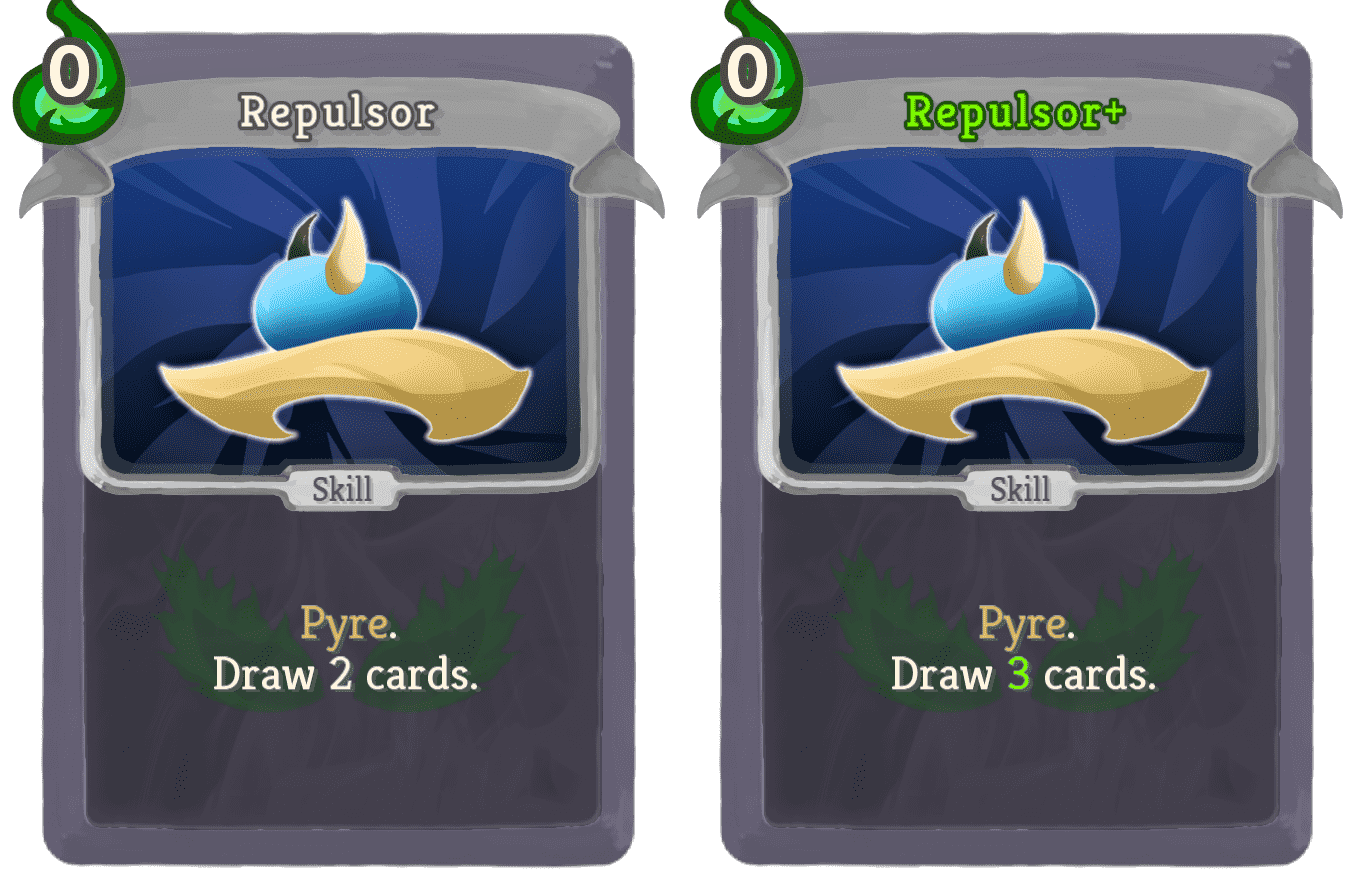 0
Repulsor
Skill
Pyre.
Draw 2 cards.
0
Repulsor+
Skill
Pyre.
Draw 3 cards.